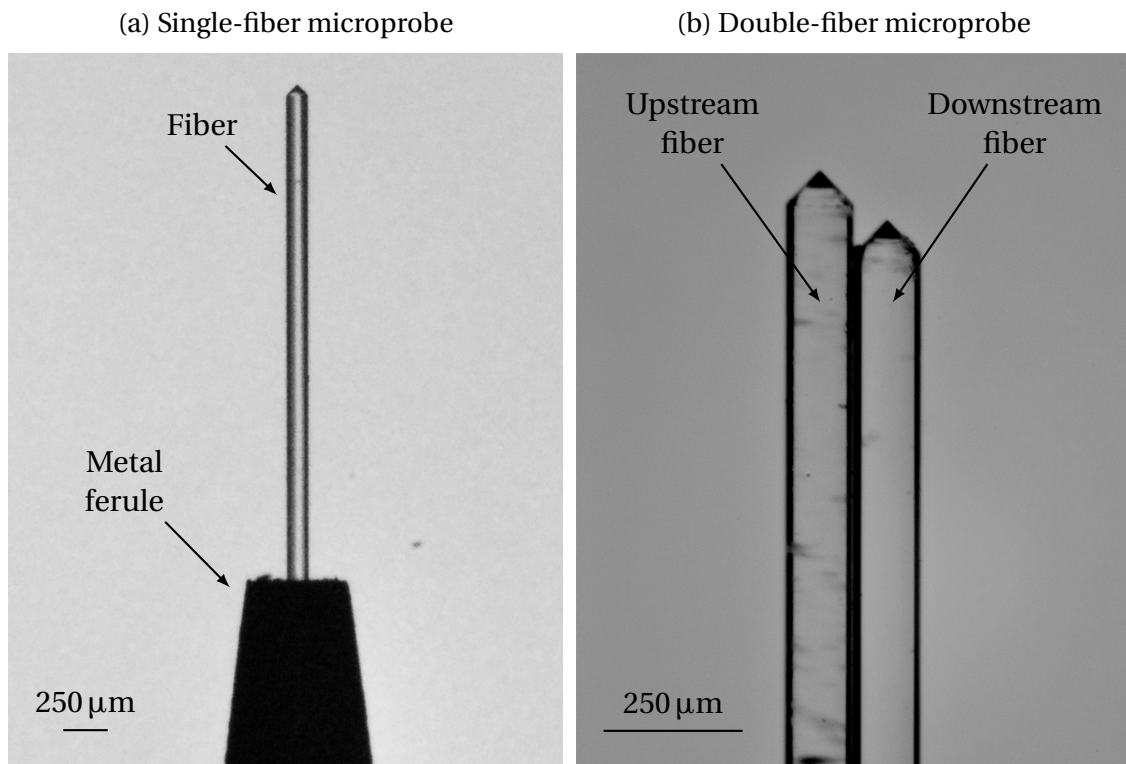 (a) Single-fiber microprobe
(b) Double-fiber microprobe
Fiber
Metal
ferule
250 μm
Upstream
fiber
Downstream
fiber
250 μm